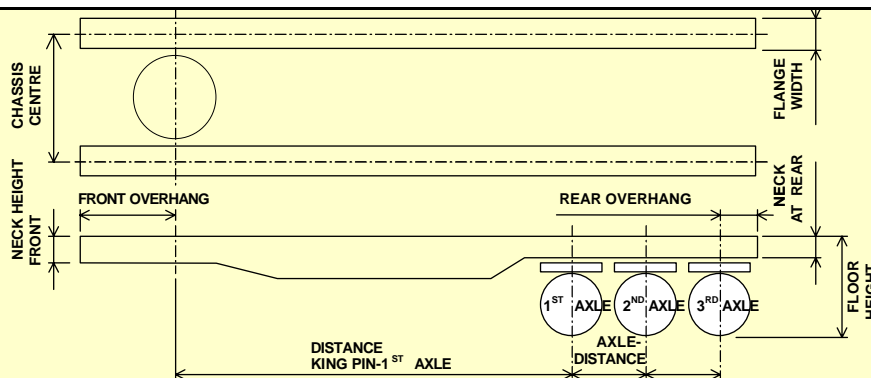 CHASSIS
CENTRE
FLANGE
WIDTH
NECK HEIGHT
FRONT
FRONT OVERHANG
REAR OVERHANG
NECK
AT REAR
1ST AXLE
2ND AXLE
3RD AXLE
FLOOR
HEIGHT
DISTANCE
KING PIN-1ST AXLE
AXLE-
DISTANCE